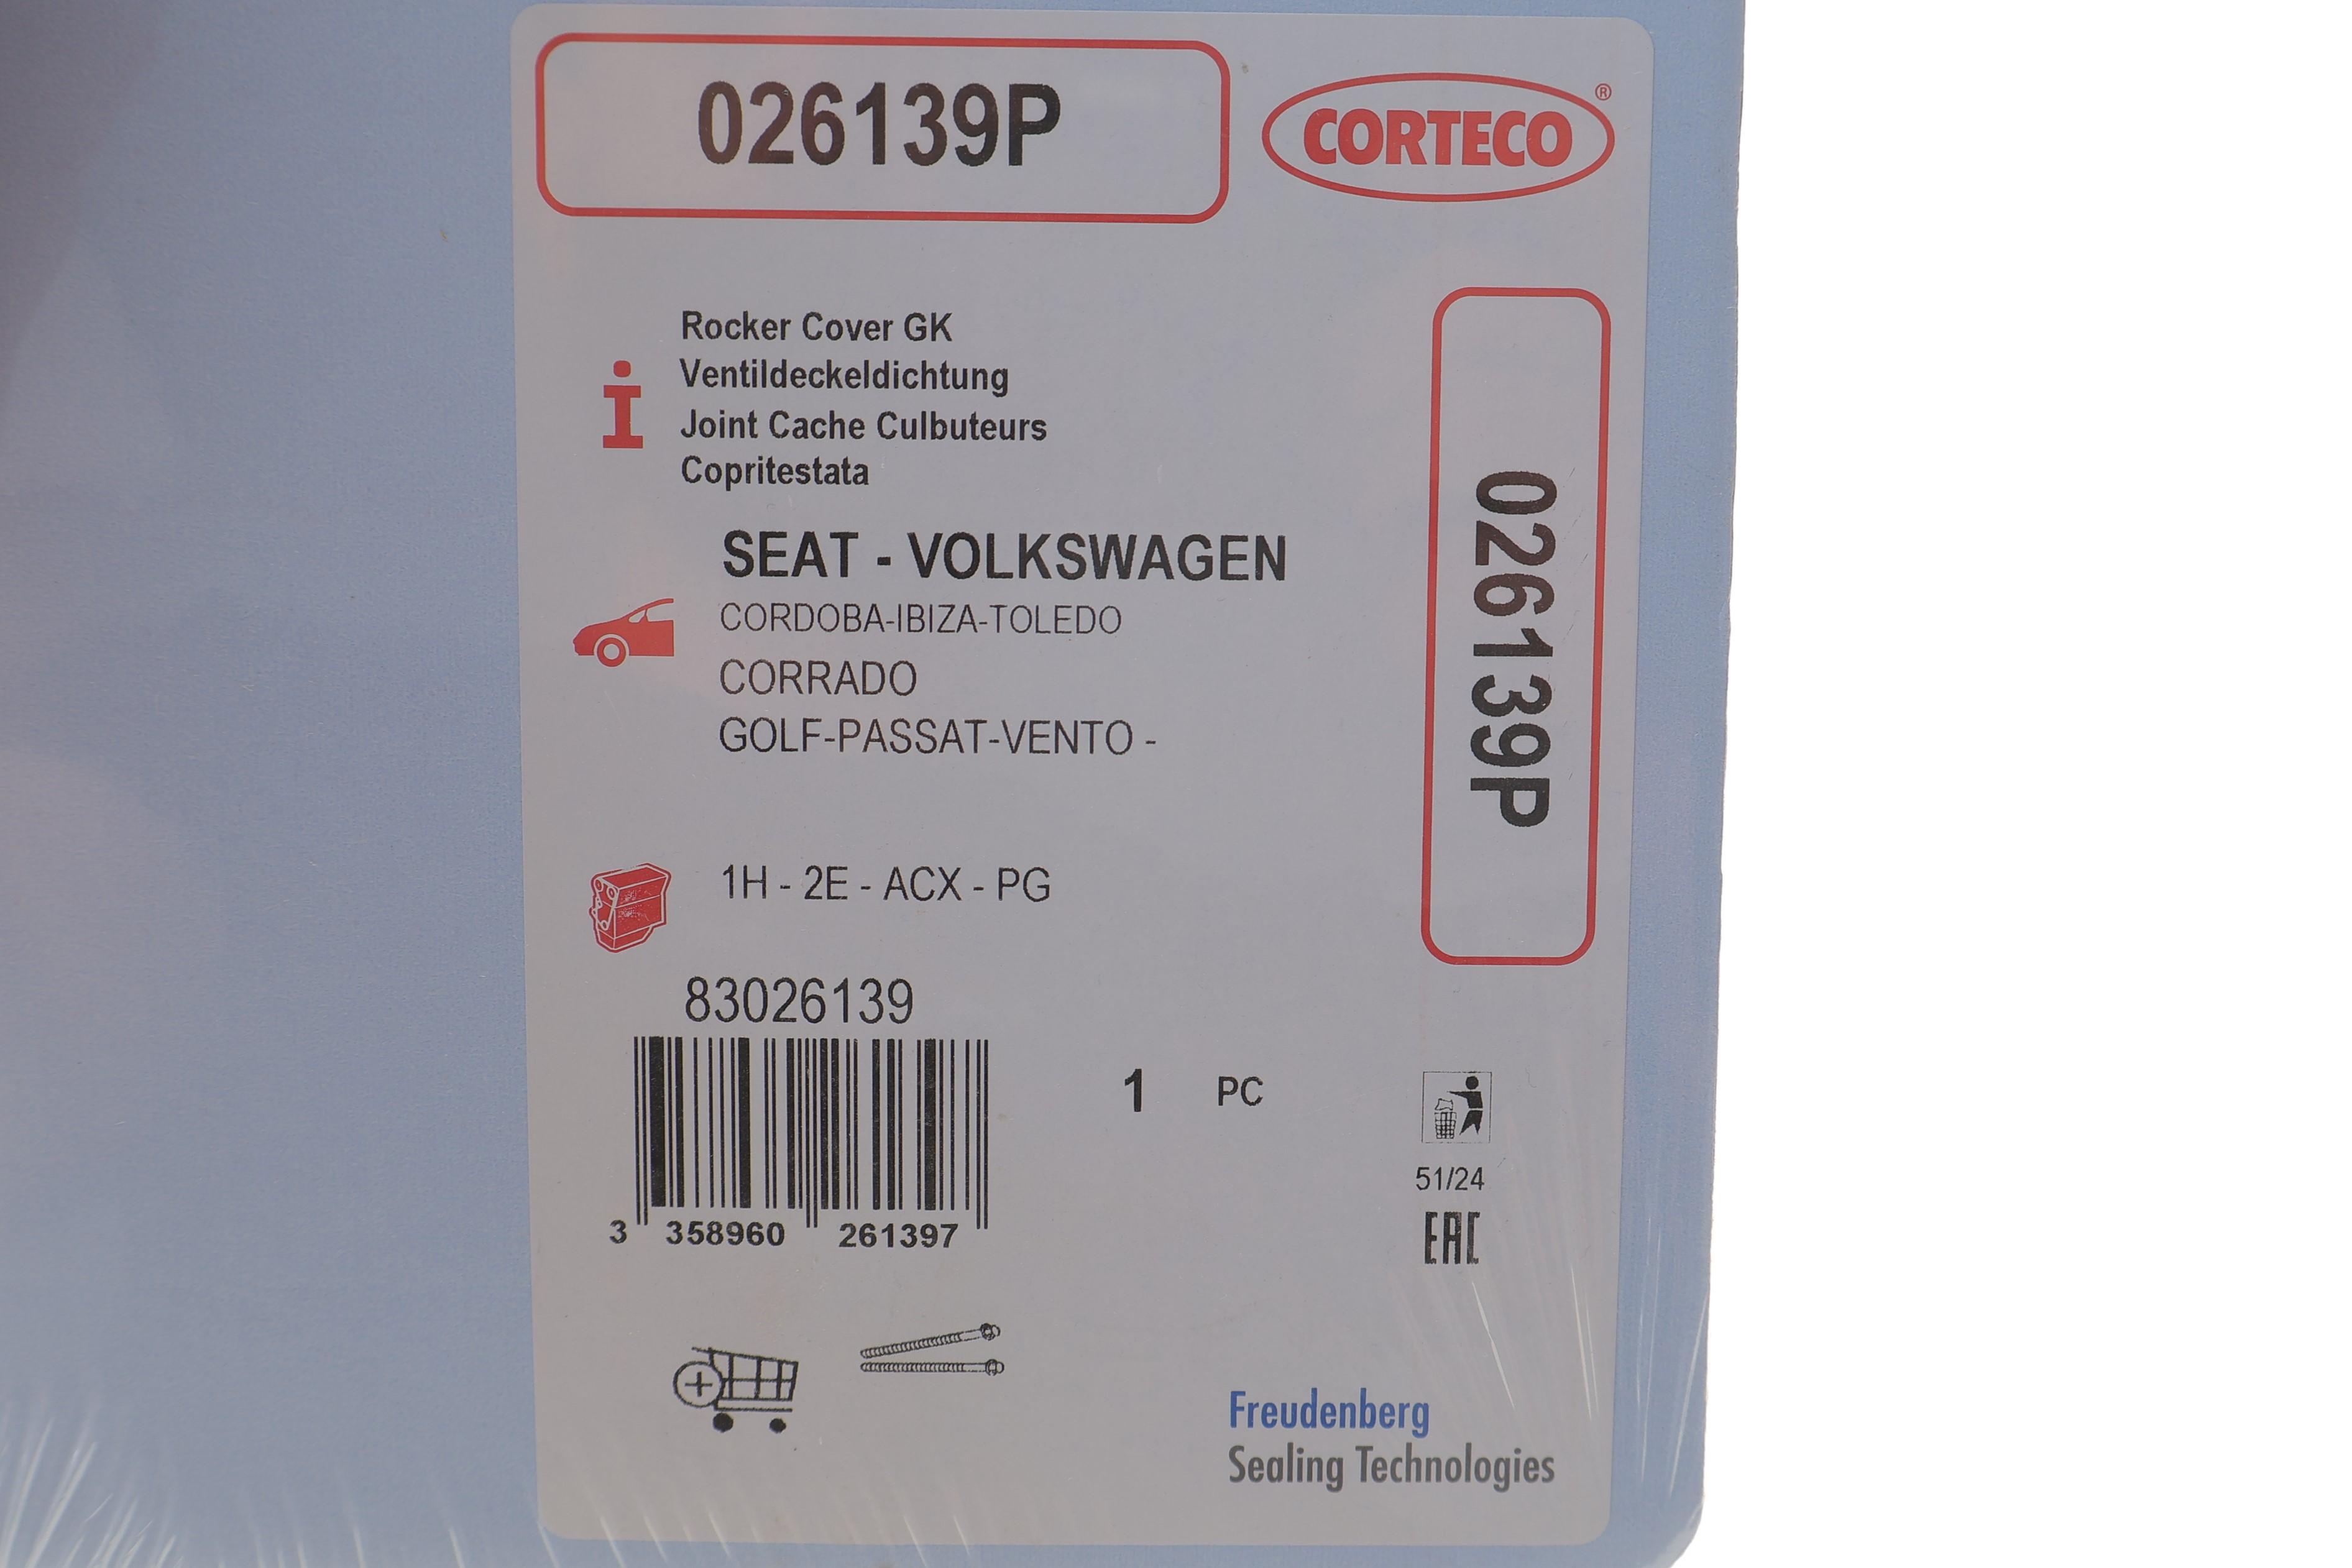 026139P
CORTECO®
Rocker Cover GK
Ventildeckeldichtung
Joint Cache Culbuteurs
Copritestata
SEAT - VOLKSWAGEN
CORDOBA-IBIZA-TOLEDO
CORRADO
GOLF-PASSAT-VENTO -
026139P
1H - 2E - ACX - PG
83026139
3 358960 261397
1 PC
51/24
EAC
Freudenberg
Sealing Technologies